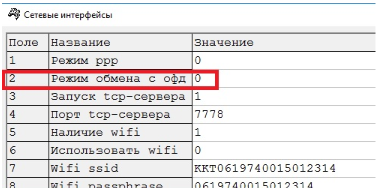 Сетевые интерфейсы
Поле Название Значение
1 Режим ppp 0
2 Режим обмена с офд 0
3 Запуск tcp-сервера 1
4 Порт tcp-сервера 7778
5 Наличие wifi 1
6 Использовать wifi 0
7 Wifi ssid ККТ0619740015012314
8 Wifi passphrase 0619740015012314